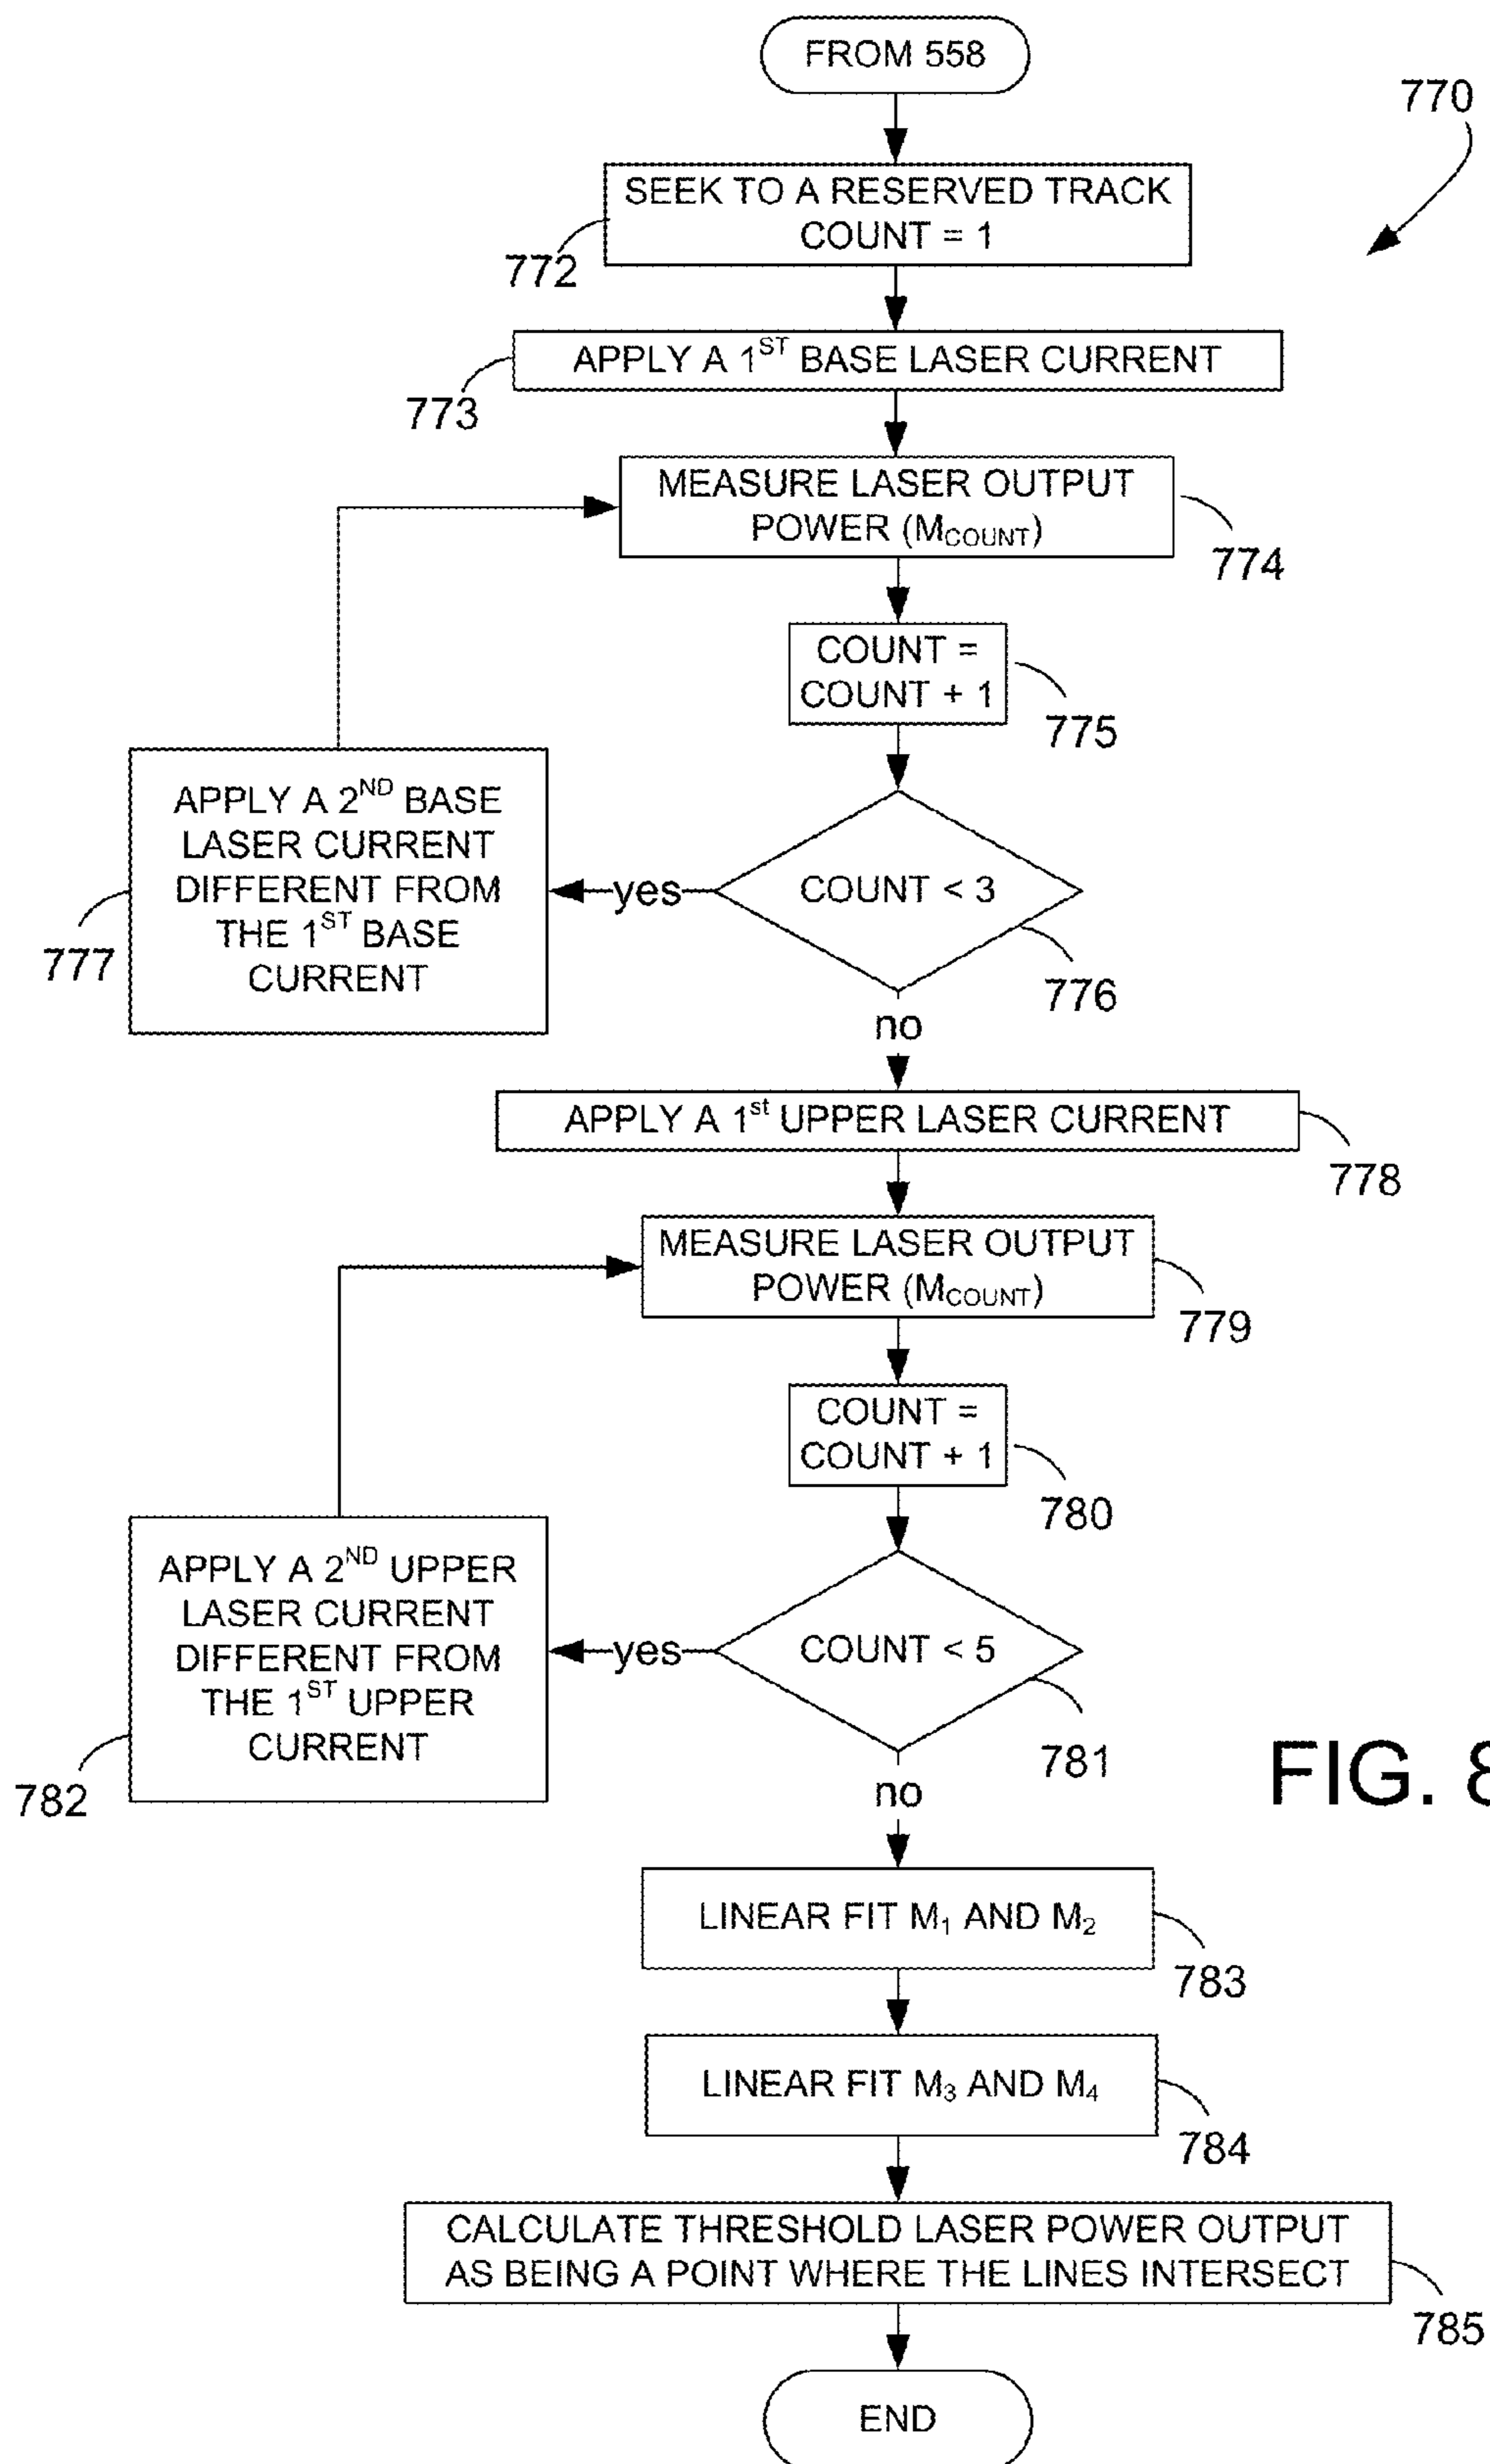 FROM 558
770
SEEK TO A RESERVED TRACK
COUNT = 1
772
APPLY A 1ST BASE LASER CURRENT
773
MEASURE LASER OUTPUT
POWER (MCOUNT)
774
COUNT =
COUNT + 1
775
APPLY A 2ND BASE
LASER CURRENT
DIFFERENT FROM
THE 1ST BASE
CURRENT
777
yes
COUNT < 3
776
no
APPLY A 1st UPPER LASER CURRENT
778
MEASURE LASER OUTPUT
POWER (MCOUNT)
779
COUNT =
COUNT + 1
780
APPLY A 2ND UPPER
LASER CURRENT
DIFFERENT FROM
THE 1ST UPPER
CURRENT
782
yes
COUNT < 5
781
no
FIG. 8
LINEAR FIT M1 AND M2
783
LINEAR FIT M3 AND M4
784
CALCULATE THRESHOLD LASER POWER OUTPUT
AS BEING A POINT WHERE THE LINES INTERSECT
785
END